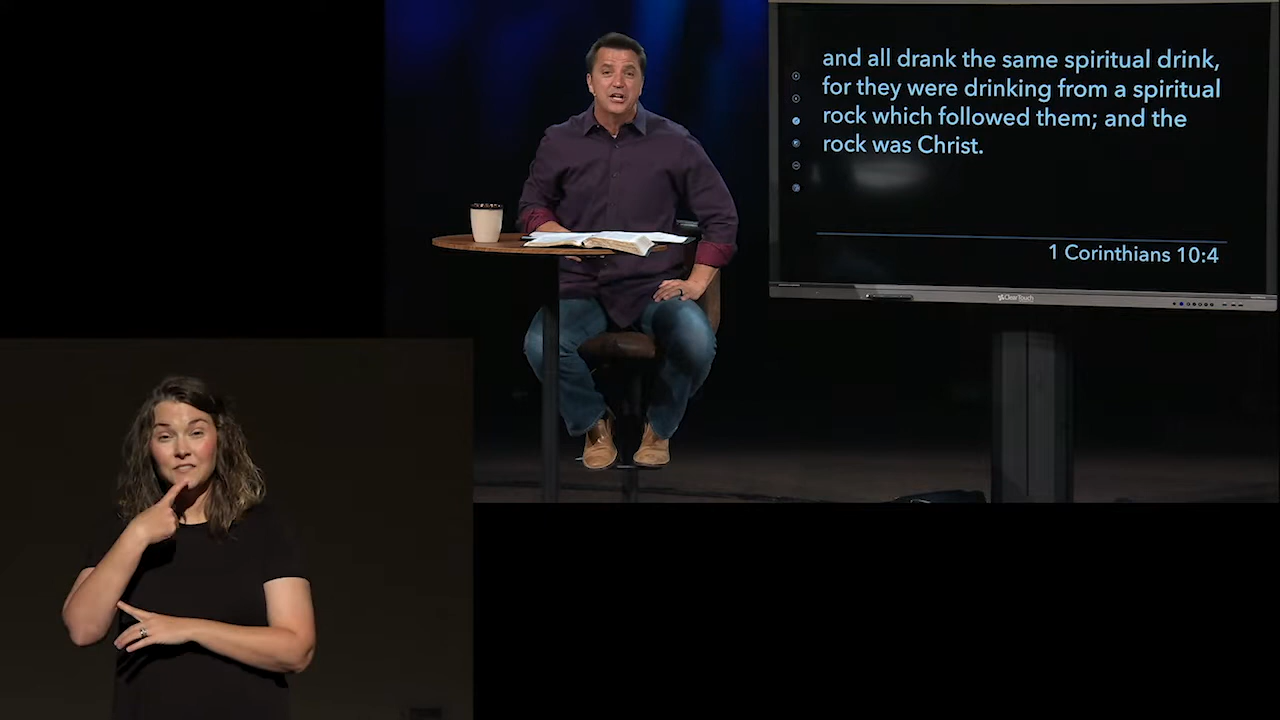 and all drank the same spiritual drink,
for they were drinking from a spiritual
rock which followed them; and the
rock was Christ.
1 Corinthians 10:4
ClearTouch